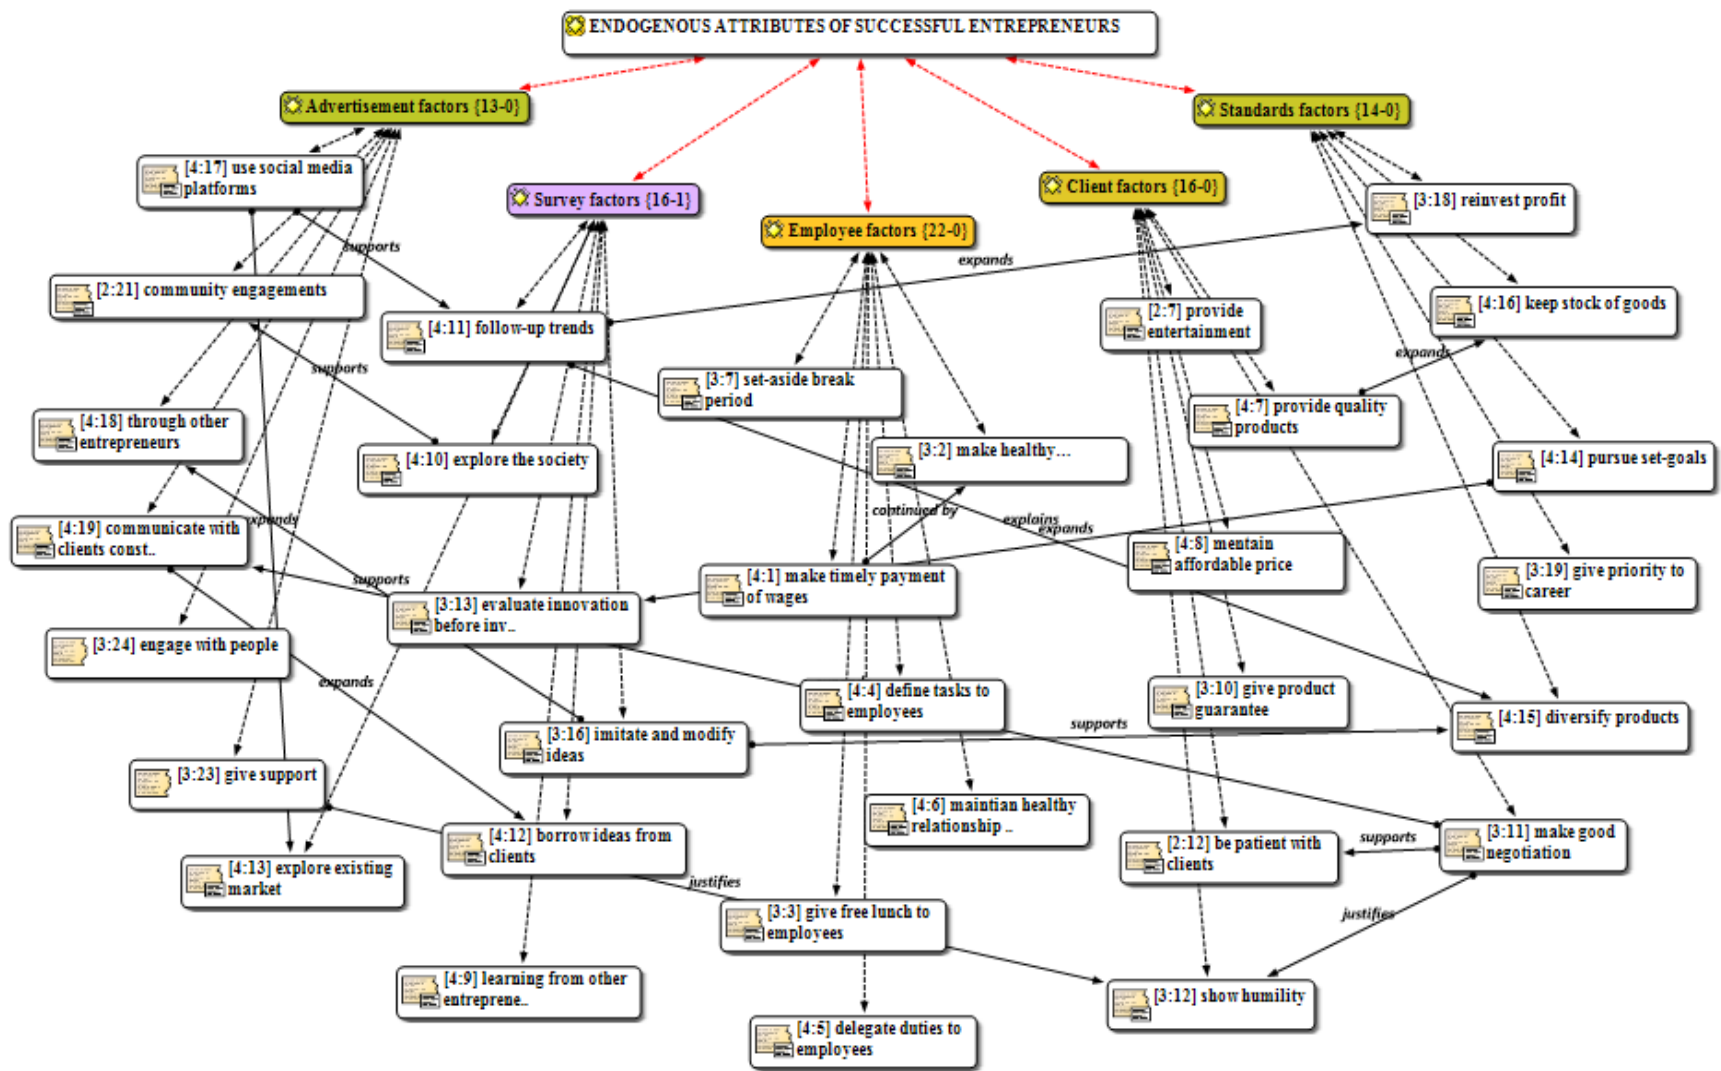 ENDOGENOUS ATTRIBUTES OF SUCCESSFUL ENTREPRENEURS
Advertisement factors {13-0}
Standards factors {14-0}
[4:17] use social media
platforms
Survey factors {16-1}
Client factors {16-0}
[3:18] reinvest profit
Employee factors {22-0}
supports
expands
[2:21] community engagements
[4:11] follow-up trends
[2:7] provide
entertainment
[4:16] keep stock of goods
supports
expands
[3:7] set-aside break
period
[4:7] provide quality
products
[4:18] through other
entrepreneurs
[4:10] explore the society
[3:2] make healthy...
[4:14] pursue set-goals
continued by
explains
expands
[4:19] communicate with
clients const..
expands
[4:8] mentain
affordable price
supports
[4:1] make timely payment
of wages
[3:19] give priority to
career
[3:13] evaluate innovation
before inv..
[3:24] engage with people
expands
[4:4] define tasks to
employees
[3:10] give product
guarantee
[4:15] diversify products
supports
[3:16] imitate and modify
ideas
[3:23] give support
[4:6] maintian healthy
relationship ..
[4:12] borrow ideas from
clients
[2:12] be patient with
clients
supports
[3:11] make good
negotiation
[4:13] explore existing
market
justifies
[3:3] give free lunch to
employees
justifies
[4:9] learning from other
entreprene..
[3:12] show humility
[4:5] delegate duties to
employees